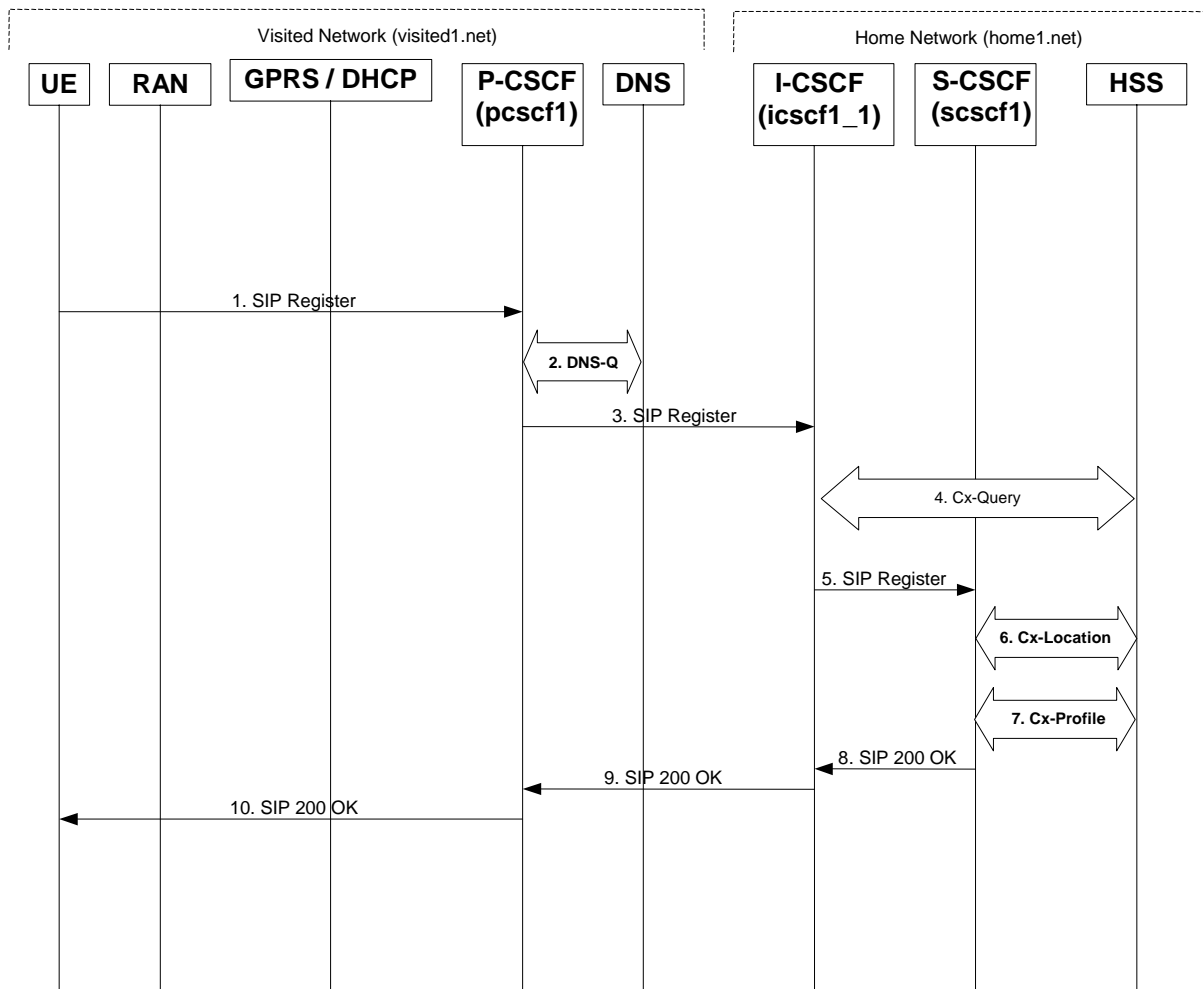 Visited Network (visited1.net)
Home Network (home1.net)
UE
RAN
GPRS / DHCP
P-CSCF
(pcscf1)
DNS
I-CSCF
(icscf1_1)
S-CSCF
(scscf1)
HSS
1. SIP Register
2. DNS-Q
3. SIP Register
4. Cx-Query
5. SIP Register
6. Cx-Location
7. Cx-Profile
8. SIP 200 OK
9. SIP 200 OK
10. SIP 200 OK